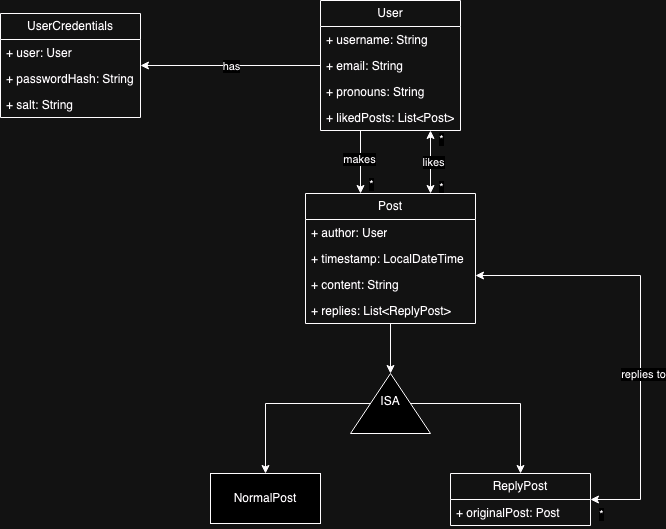 UserCredentials
+ user: User
+ passwordHash: String
+ salt: String
has
User
+ username: String
+ email: String
+ pronouns: String
+ likedPosts: List<Post>
makes
*
likes
*
*
Post
+ author: User
+ timestamp: LocalDateTime
+ content: String
+ replies: List<ReplyPost>
replies to
ISA
NormalPost
ReplyPost
+ originalPost: Post
*